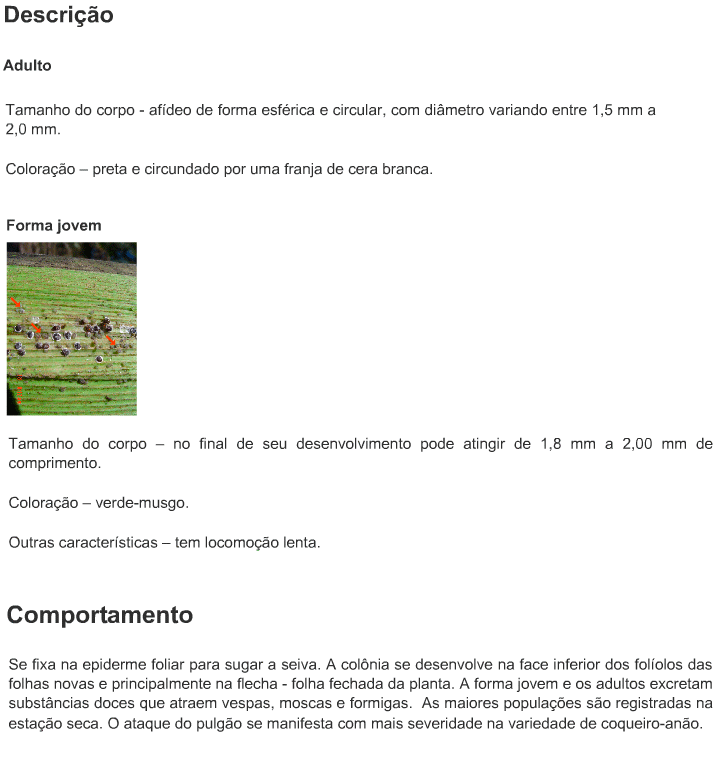 Descrição
Adulto
Tamanho do corpo - afídeo de forma esférica e circular, com diâmetro variando entre 1,5 mm a
2,0 mm.
Coloração – preta e circundado por uma franja de cera branca.
Forma jovem
Tamanho do corpo – no final de seu desenvolvimento pode atingir de 1,8 mm a 2,00 mm de
comprimento.
Coloração – verde-musgo.
Outras características – tem locomoção lenta.
Comportamento
Se fixa na epiderme foliar para sugar a seiva. A colônia se desenvolve na face inferior dos folíolos das
folhas novas e principalmente na flecha - folha fechada da planta. A forma jovem e os adultos excretam
substâncias doces que atraem vespas, moscas e formigas.  As maiores populações são registradas na
estação seca. O ataque do pulgão se manifesta com mais severidade na variedade de coqueiro-anão.